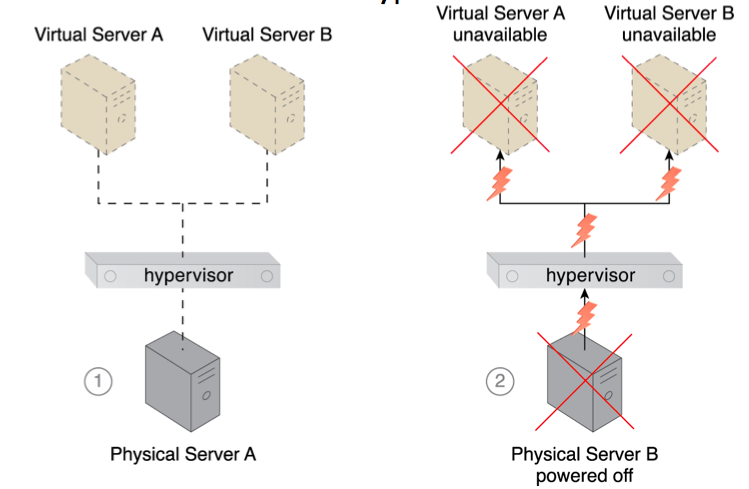 Virtual Server A
Virtual Server B
hypervisor
1
Physical Server A
Virtual Server A
unavailable
Virtual Server B
unavailable
hypervisor
2
Physical Server B
powered off